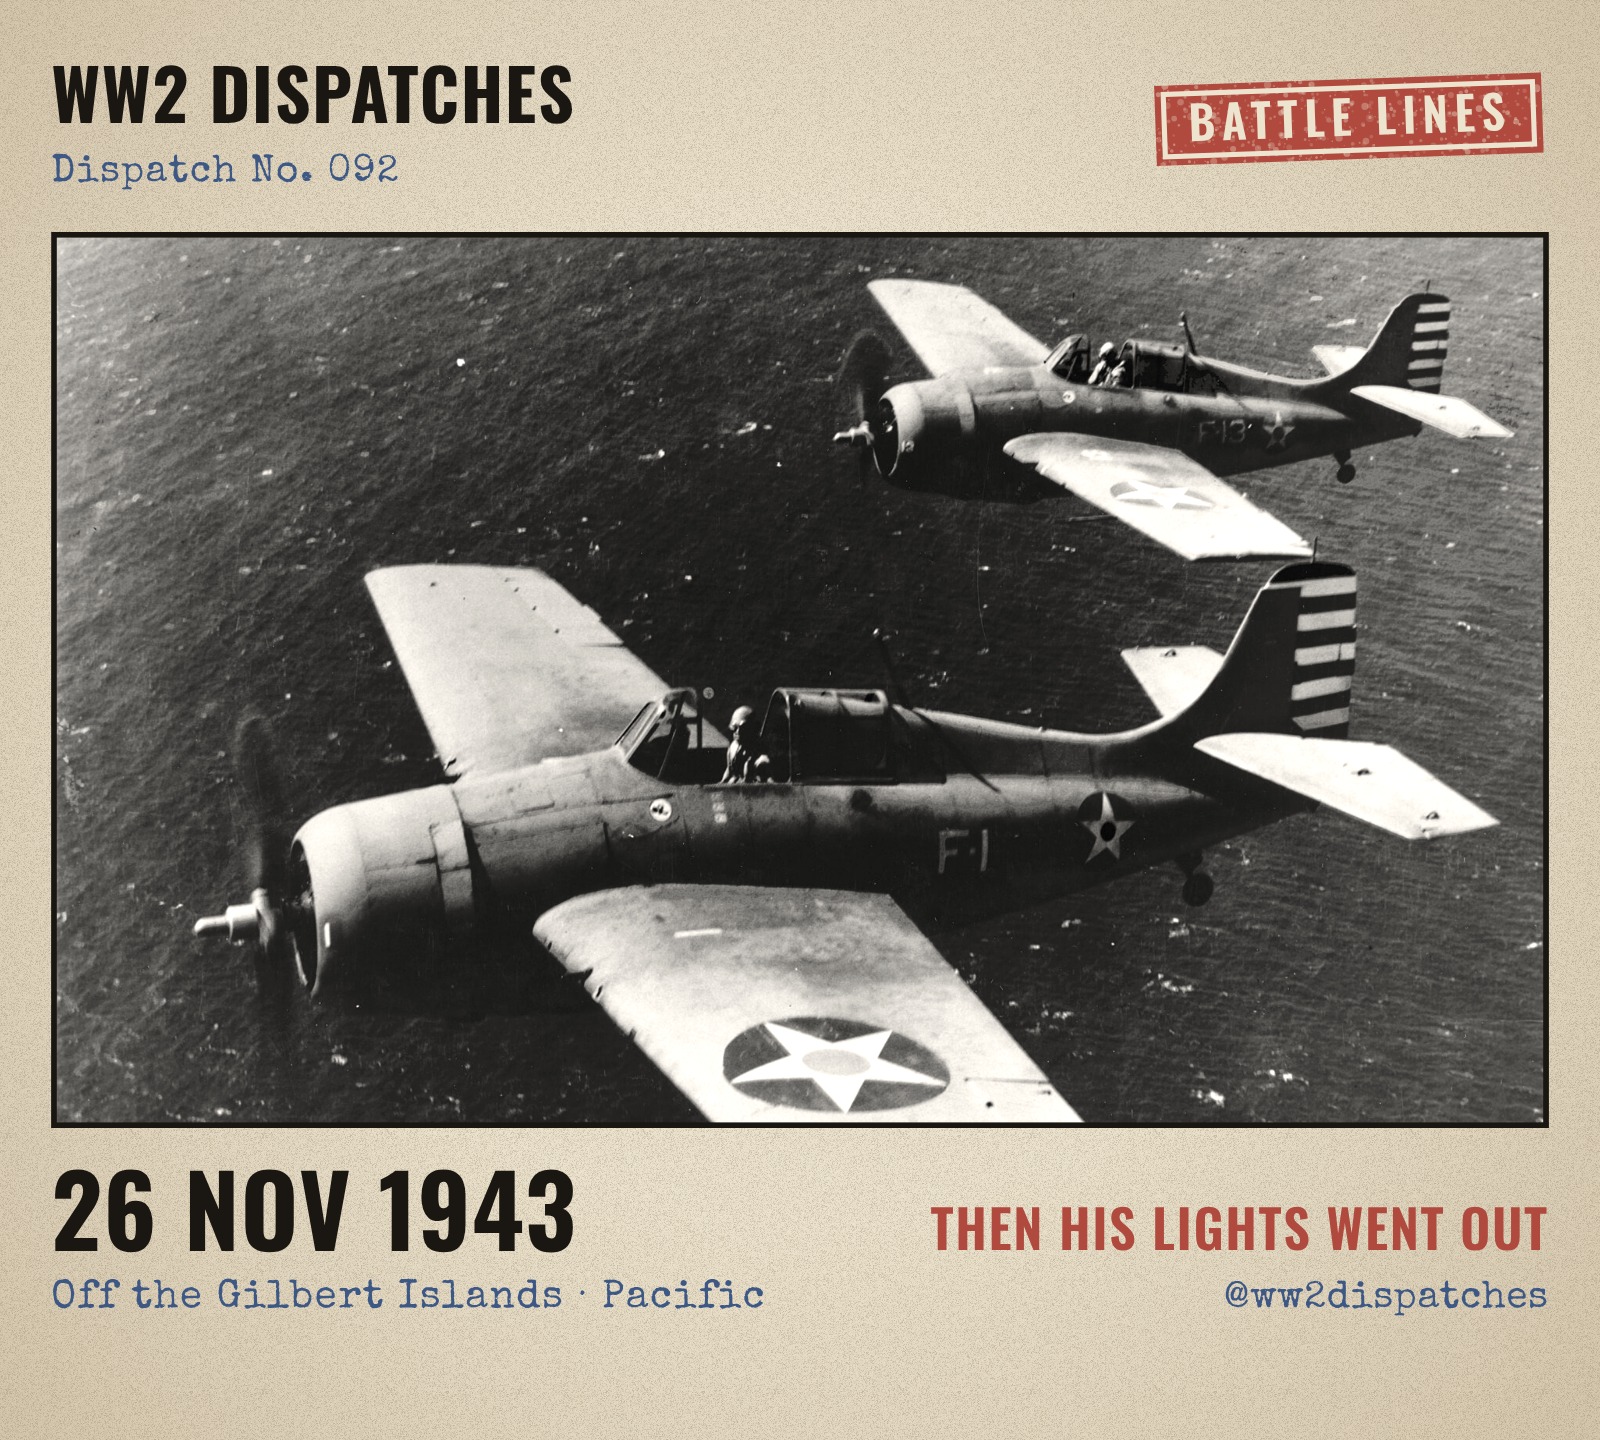 WW2 DISPATCHES
Dispatch No. 092
BATTLE LINES
F-13
F-1
26 NOV 1943
THEN HIS LIGHTS WENT OUT
Off the Gilbert Islands · Pacific
@ww2dispatches